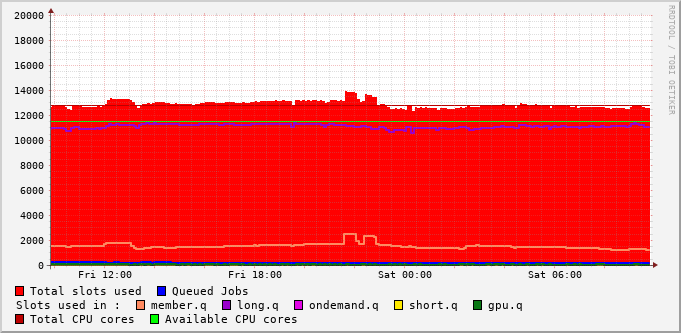 20000
18000
16000
14000
12000
10000
8000
6000
4000
2000
0
Fri 12:00 Fri 18:00 Sat 00:00 Sat 06:00
RRDTOOL / TOBI OETIKER
Total slots used Queued Jobs
Slots used in : member.q long.q ondemand.q short.q gpu.q
Total CPU cores Available CPU cores